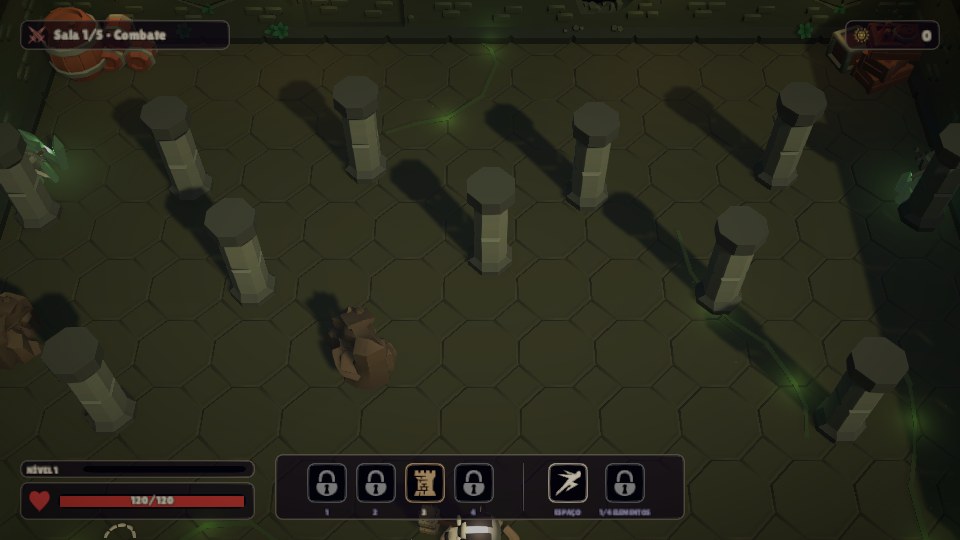 Sala 1/5 - Combate
0
NÍVEL 1
120/120
1
2
3
4
ESPAÇO
1/4 ELEMENTOS